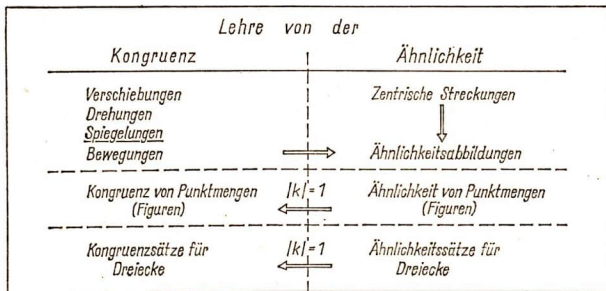 Lehre von der
Kongruenz Ähnlichkeit
Verschiebungen Zentrische Streckungen
Drehungen
Spiegelungen
Bewegungen Ähnlichkeitsabbildungen
Kongruenz von Punktmengen |k|=1 Ähnlichkeit von Punktmengen
(Figuren) (Figuren)
Kongruenzsätze für |k|=1 Ähnlichkeitssätze für
Dreiecke Dreiecke